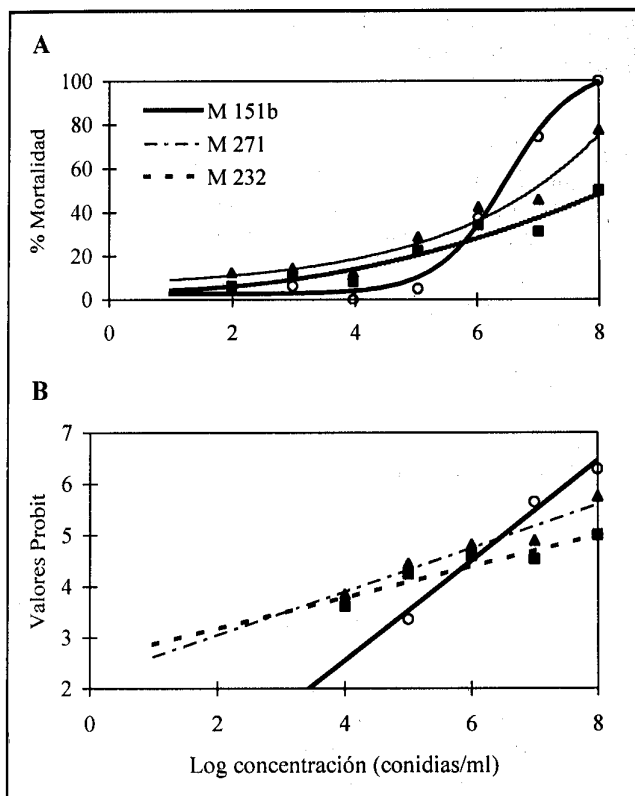 A
100
80
60
40
20
0
% Mortalidad
M 151b
M 271
M 232
0 2 4 6 8
B
7
6
5
4
3
2
Valores Probit
0 2 4 6 8
Log concentración (conidias/ml)